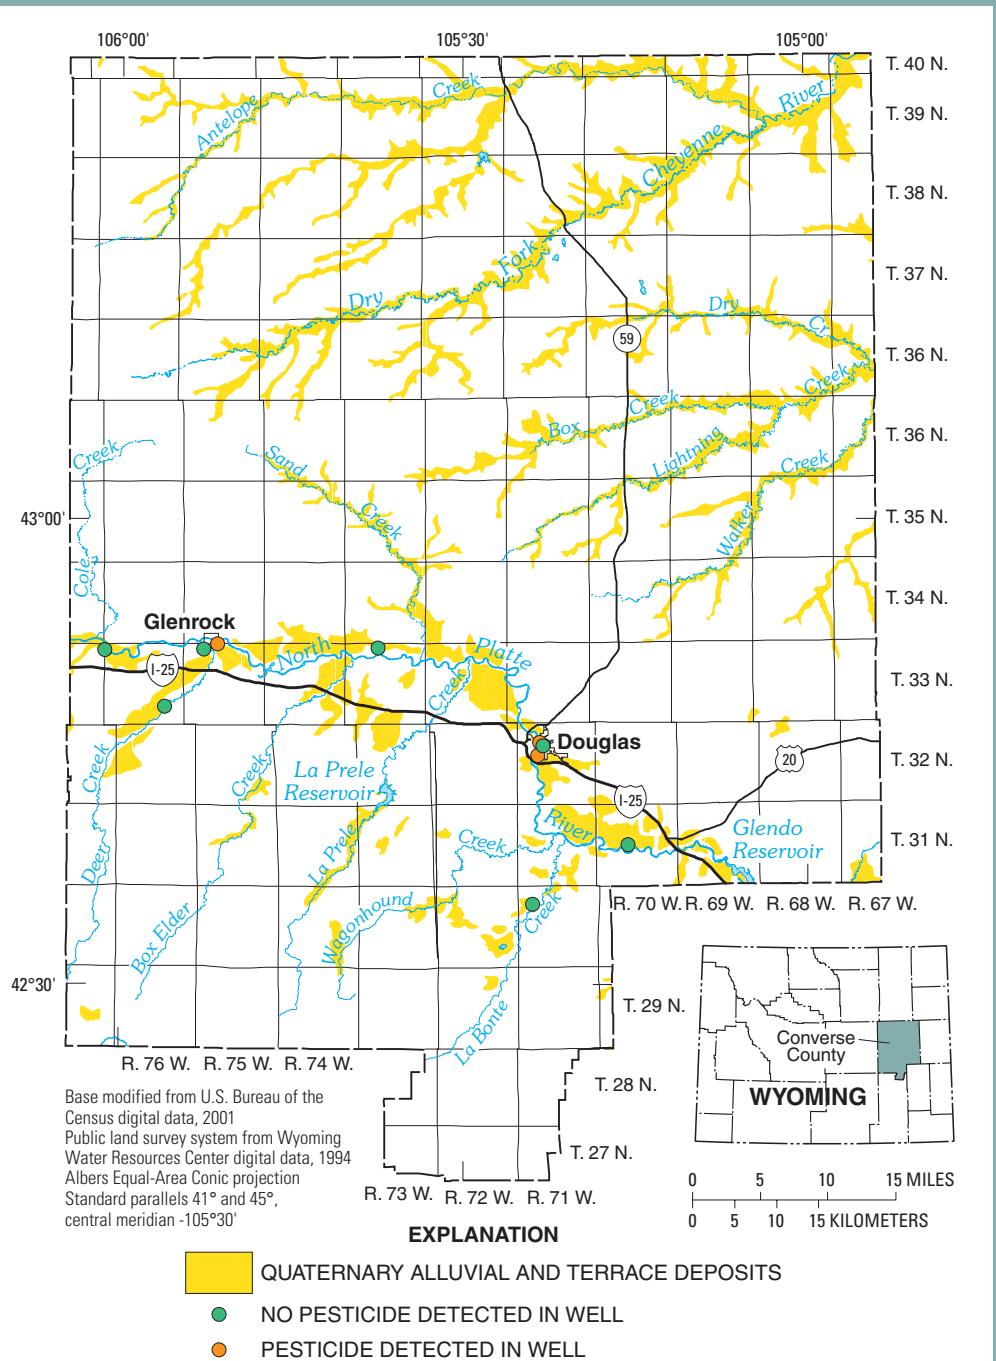 106°00'
105°30'
105°00'
T. 40 N.
Creek
River
T. 39 N.
Antelope
Cheyenne
T. 38 N.
Fork
T. 37 N.
Dry
Dry
Cr
59
T. 36 N.
Creek
Creek
Box
T. 36 N.
Creek
Sand
Lightning
Creek
43°00'
Creek
Walker
T. 35 N.
Cole
T. 34 N.
Glenrock
North
Platte
I-25
Creek
T. 33 N.
Douglas
Creek
Creek
La Prele
Reservoir
20
T. 32 N.
I-25
River
Glendo
Reservoir
Creek
T. 31 N.
Deer
La Prele
R. 70 W. R. 69 W. R. 68 W. R. 67 W.
Box Elder
Wagonhound
Creek
42°30'
T. 29 N.
La Bonte
Converse
County
WYOMING
R. 76 W. R. 75 W. R. 74 W.
T. 28 N.
T. 27 N.
R. 73 W. R. 72 W. R. 71 W.
Base modified from U.S. Bureau of the
Census digital data, 2001
Public land survey system from Wyoming
Water Resources Center digital data, 1994
Albers Equal-Area Conic projection
Standard parallels 41° and 45°,
central meridian -105°30'
0 5 10 15 MILES
0 5 10 15 KILOMETERS
EXPLANATION
QUATERNARY ALLUVIAL AND TERRACE DEPOSITS
NO PESTICIDE DETECTED IN WELL
PESTICIDE DETECTED IN WELL